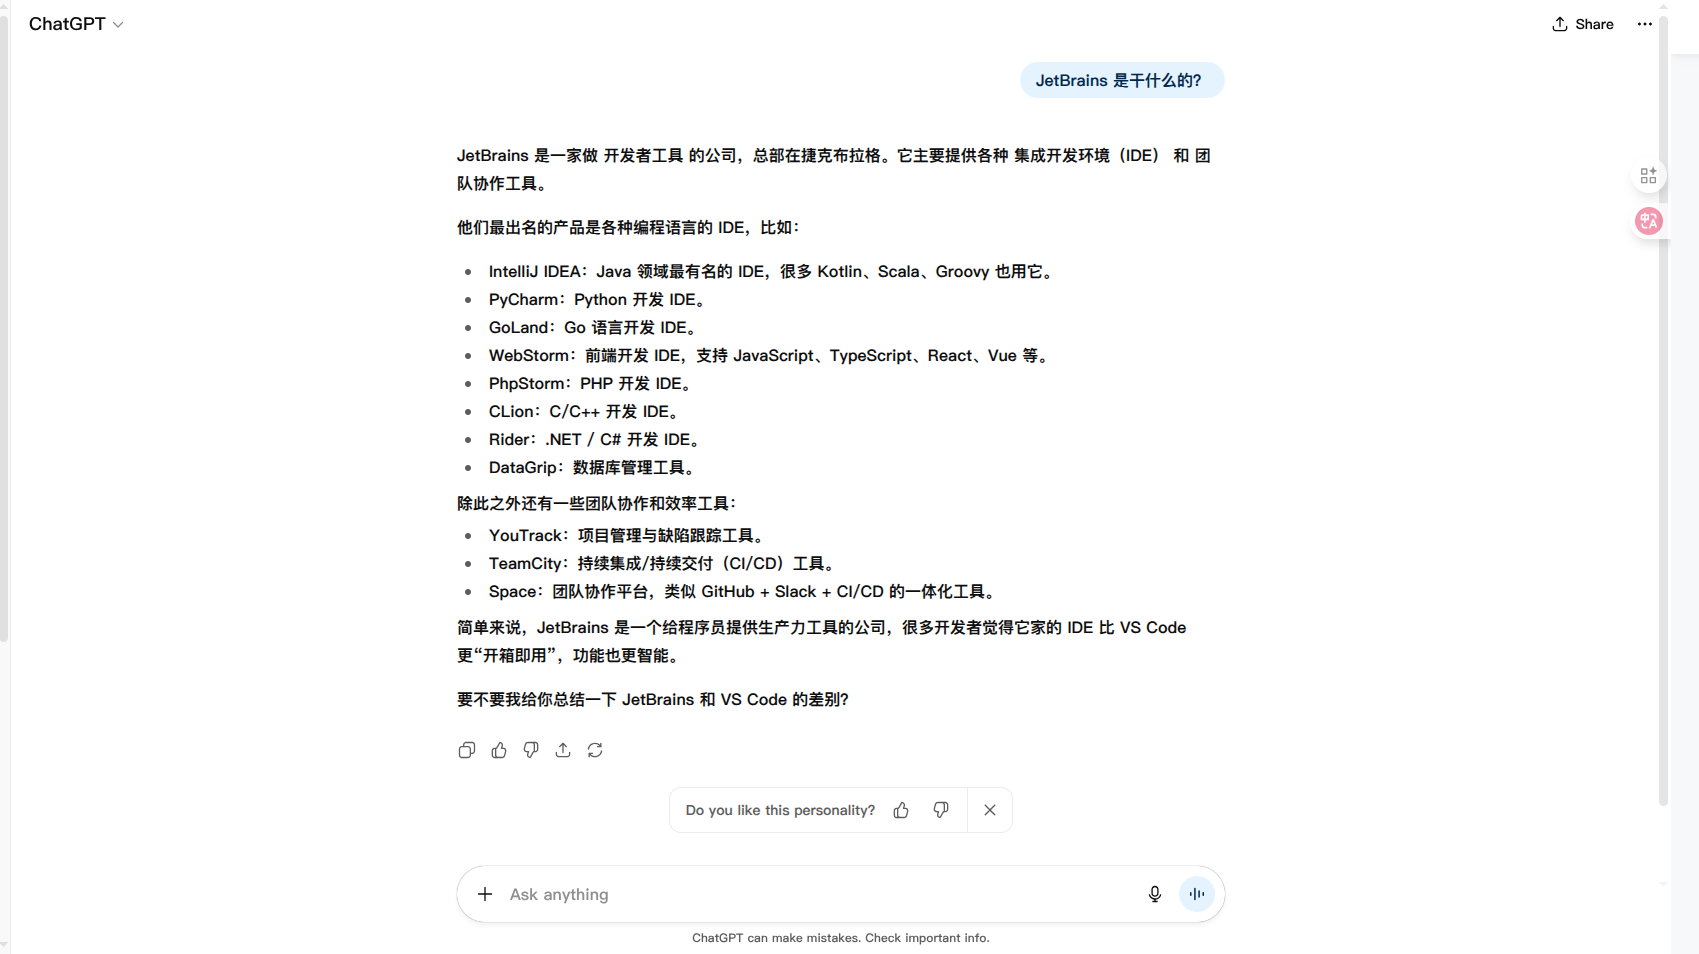 ChatGPT
Share
JetBrains 是干什么的?
JetBrains 是一家做 开发者工具 的公司，总部在捷克布拉格。它主要提供各种 集成开发环境（IDE） 和 团
队协作工具。
他们最出名的产品是各种编程语言的 IDE，比如：
• IntelliJ IDEA：Java 领域最有名的 IDE，很多 Kotlin、Scala、Groovy 也用它。
• PyCharm：Python 开发 IDE。
• GoLand：Go 语言开发 IDE。
• WebStorm：前端开发 IDE，支持 JavaScript、TypeScript、React、Vue 等。
• PhpStorm：PHP 开发 IDE。
• CLion：C/C++ 开发 IDE。
• Rider：.NET / C# 开发 IDE。
• DataGrip：数据库管理工具。
除此之外还有一些团队协作和效率工具：
• YouTrack：项目管理与缺陷跟踪工具。
• TeamCity：持续集成/持续交付（CI/CD）工具。
• Space：团队协作平台，类似 GitHub + Slack + CI/CD 的一体化工具。
简单来说，JetBrains 是一个给程序员提供生产力工具的公司，很多开发者觉得它家的 IDE 比 VS Code
更“开箱即用”，功能也更智能。
要不要我给你总结一下 JetBrains 和 VS Code 的差别?
Do you like this personality?
Ask anything
ChatGPT can make mistakes. Check important info.